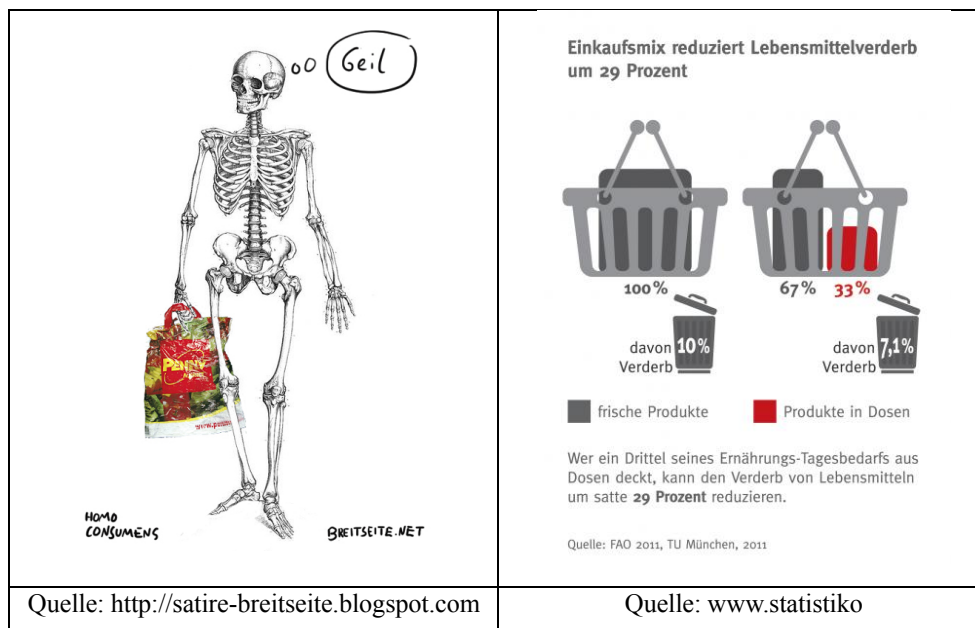 Geil
PENNY
HOMO
CONSUMENS
BREITSEITE.NET
Quelle: http://satire-breitseite.blogspot.com
Einkaufsmix reduziert Lebensmittelverderb
um 29 Prozent
100 %
67 % 33 %
davon 10%
Verderb
davon 7,1%
Verderb
frische Produkte Produkte in Dosen
Wer ein Drittel seines Ernährungs-Tagesbedarfs aus
Dosen deckt, kann den Verderb von Lebensmitteln
um satte 29 Prozent reduzieren.
Quelle: FAO 2011, TU München, 2011
Quelle: www.statistiko